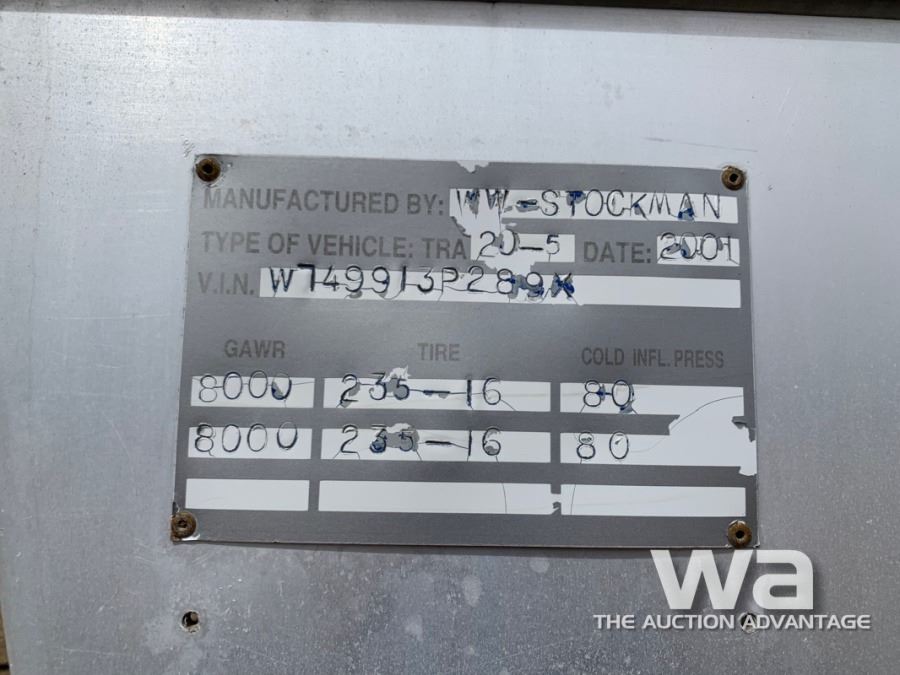 MANUFACTURED BY: WW-STOCKMAN
TYPE OF VEHICLE: TRA 20-5 DATE: 2001
V.I.N. W749913P289X
GAWR TIRE COLD INFL. PRESS
8000 235-16 80
8000 235-16 80
wa
THE AUCTION ADVANTAGE